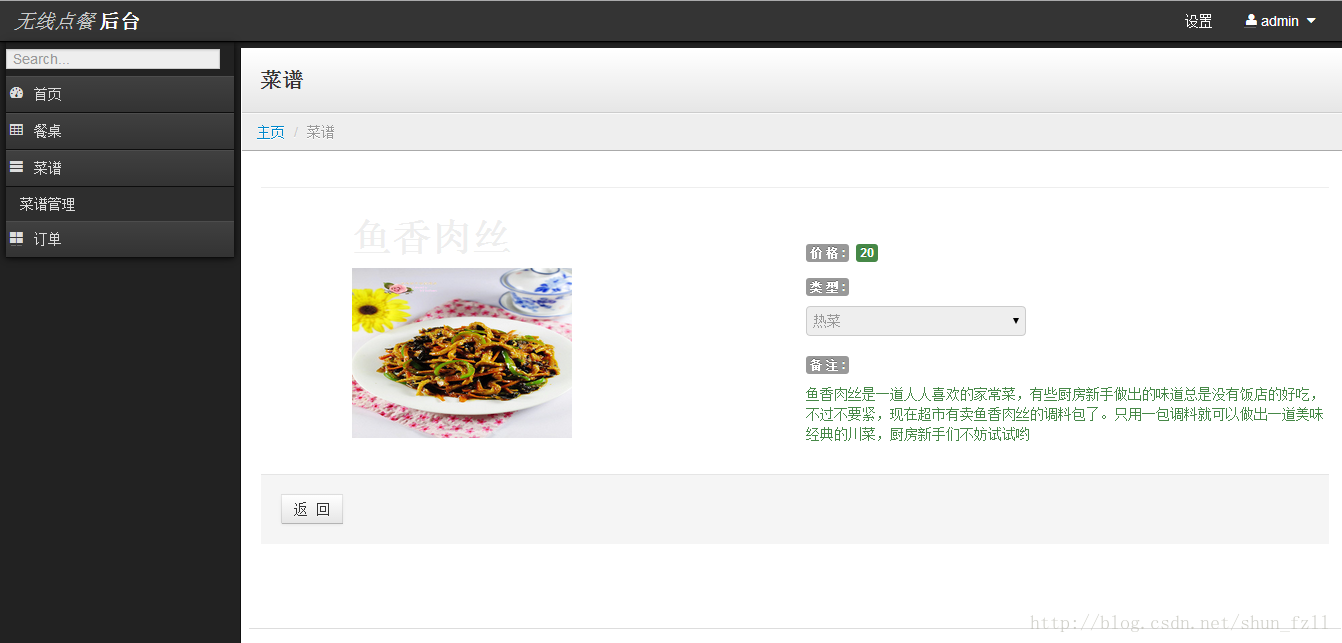 无线点餐 后台
设置 admin
Search...
首页
餐桌
菜谱
菜谱管理
订单
菜谱
主页 / 菜谱
鱼香肉丝
价格: 20
类型:
热菜
备注:
鱼香肉丝是一道人人喜欢的家常菜，有些厨房新手做出的味道总是没有饭店的好吃，
不过不要紧，现在超市有卖鱼香肉丝的调料包了。只用一包调料就可以做出一道美味
经典的川菜，厨房新手们不妨试试哟
返 回
http://blog.csdn.net/shun_fzll